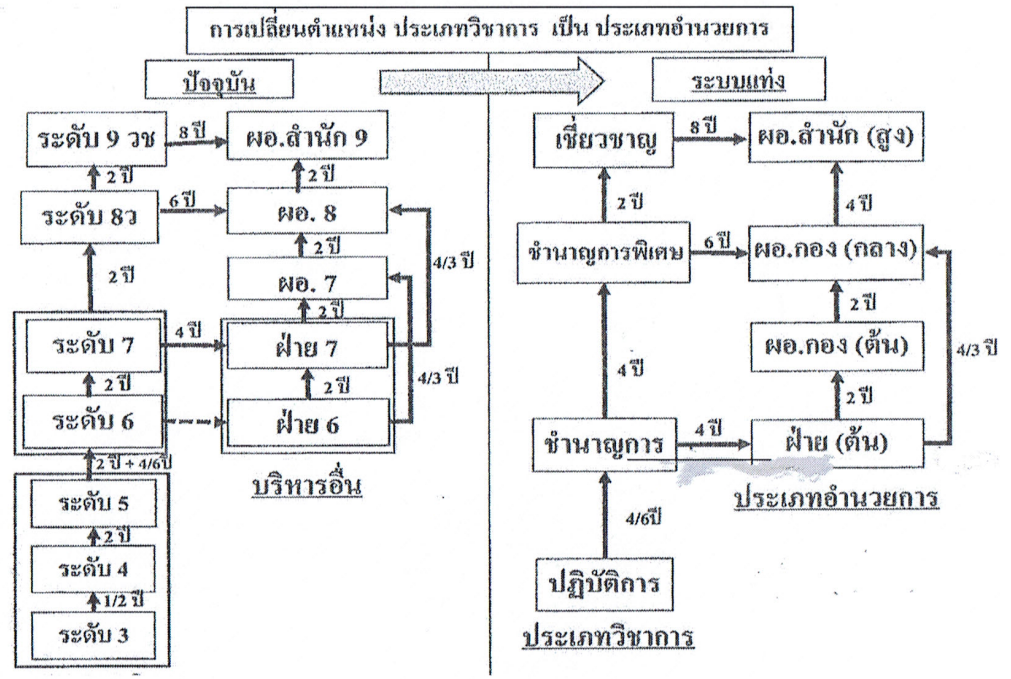 การเปลี่ยนตำแหน่ง ประเภทวิชาการ เป็น ประเภทอำนวยการ
ปัจจุบัน
ระดับ 9 วช
8 ปี
ผอ.สำนัก 9
2 ปี
2 ปี
ระดับ 8ว
6 ปี
ผอ. 8
2 ปี
2 ปี
4/3 ปี
ผอ. 7
2 ปี
ระดับ 7
4 ปี
ฝ่าย 7
2 ปี
2 ปี
4/3 ปี
ระดับ 6
ฝ่าย 6
2 ปี + 4/6ปี
บริหารอื่น
ระดับ 5
2 ปี
ระดับ 4
1/2 ปี
ระดับ 3
ระบบแท่ง
เชี่ยวชาญ
8 ปี
ผอ.สำนัก (สูง)
2 ปี
4 ปี
ชำนาญการพิเศษ
6 ปี
ผอ.กอง (กลาง)
2 ปี
ผอ.กอง (ต้น)
4/3 ปี
4 ปี
2 ปี
ชำนาญการ
4 ปี
ฝ่าย (ต้น)
ประเภทอำนวยการ
4/6ปี
ปฏิบัติการ
ประเภทวิชาการ